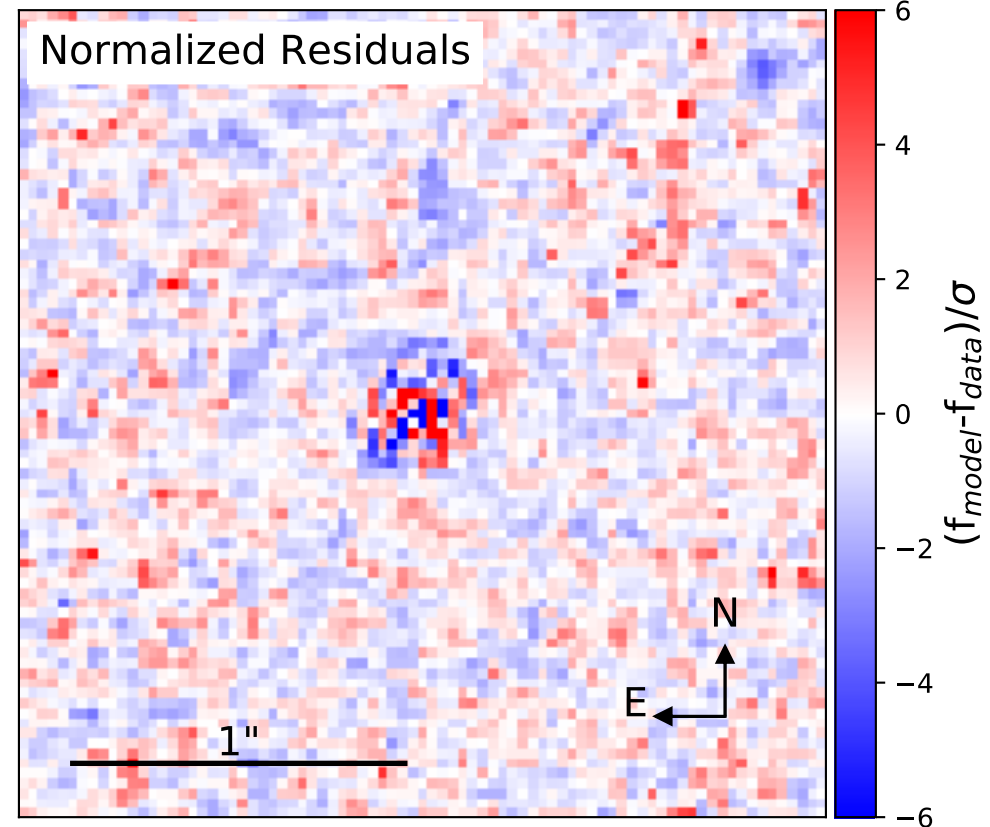 Normalized Residuals
6
4
2
0
−2
−4
−6
(f_model-f_data)/σ
N
E
1"